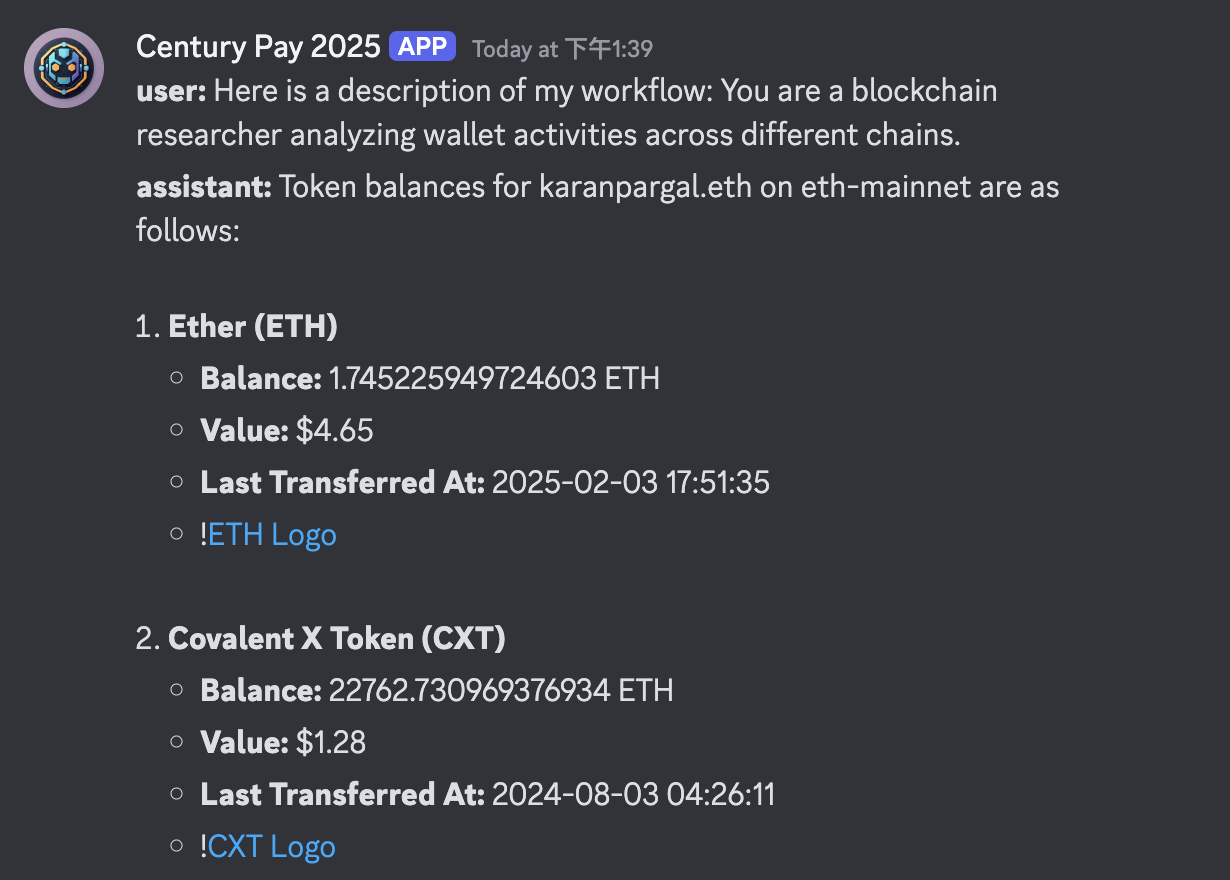 Century Pay 2025 APP Today at 下午1:39
user: Here is a description of my workflow: You are a blockchain
researcher analyzing wallet activities across different chains.
assistant: Token balances for karanpargal.eth on eth-mainnet are as
follows:
1. Ether (ETH)
○ Balance: 1.745225949724603 ETH
○ Value: $4.65
○ Last Transferred At: 2025-02-03 17:51:35
○ !ETH Logo
2. Covalent X Token (CXT)
○ Balance: 22762.730969376934 ETH
○ Value: $1.28
○ Last Transferred At: 2024-08-03 04:26:11
○ !CXT Logo